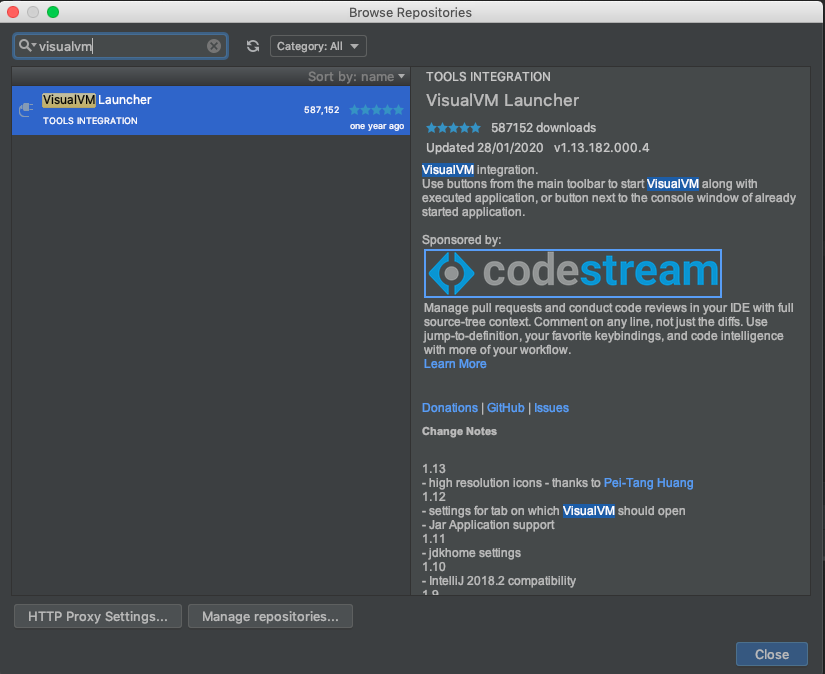 Browse Repositories
visualvm
Category: All
Sort by: name
VisualVM Launcher
TOOLS INTEGRATION
587,152
one year ago
TOOLS INTEGRATION
VisualVM Launcher
587152 downloads
Updated 28/01/2020 v1.13.182.000.4
VisualVM integration.
Use buttons from the main toolbar to start VisualVM along with
executed application, or button next to the console window of already
started application.
Sponsored by:
codestream
Manage pull requests and conduct code reviews in your IDE with full
source-tree context. Comment on any line, not just the diffs. Use
jump-to-definition, your favorite keybindings, and code intelligence
with more of your workflow.
Learn More
Donations | GitHub | Issues
Change Notes
1.13
- high resolution icons - thanks to Pei-Tang Huang
1.12
- settings for tab on which VisualVM should open
- Jar Application support
1.11
- jdkhome settings
1.10
- IntelliJ 2018.2 compatibility
1.9
HTTP Proxy Settings...
Manage repositories...
Close